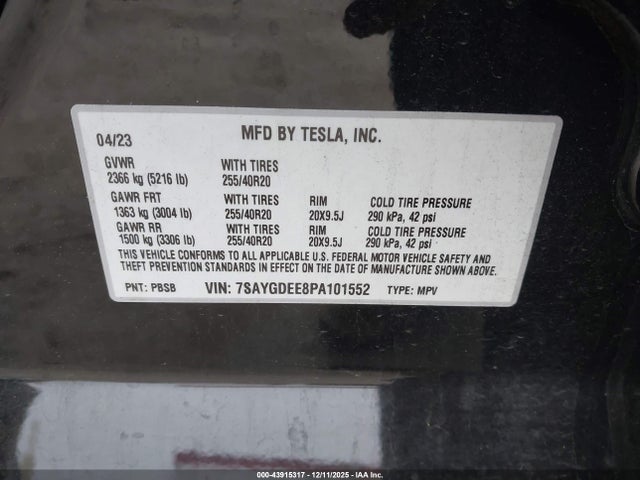 04/23 MFD BY TESLA, INC.
GVWR WITH TIRES
2366 kg (5216 lb) 255/40R20
GAWR FRT WITH TIRES RIM COLD TIRE PRESSURE
1363 kg (3004 lb) 255/40R20 20X9.5J 290 kPa, 42 psi
GAWR RR WITH TIRES RIM COLD TIRE PRESSURE
1500 kg (3306 lb) 255/40R20 20X9.5J 290 kPa, 42 psi
THIS VEHICLE CONFORMS TO ALL APPLICABLE U.S. FEDERAL MOTOR VEHICLE SAFETY AND
THEFT PREVENTION STANDARDS IN EFFECT ON THE DATE OF MANUFACTURE SHOWN ABOVE.
PNT: PBSB VIN: 7SAYGDEE8PA101552 TYPE: MPV
000-43915317 - 12/11/2025 - IAA Inc.